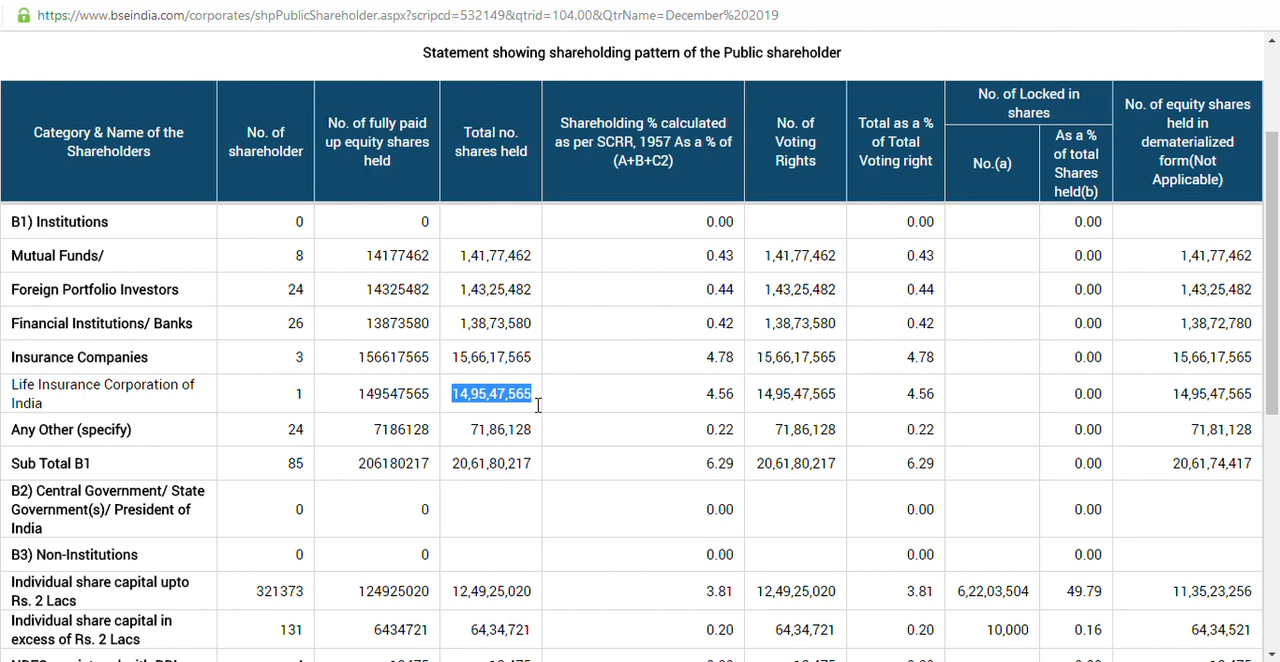 https://www.bseindia.com/corporates/shpPublicShareholder.aspx?scripcd=532149&qtrid=104.00&QtrName=December%202019
Statement showing shareholding pattern of the Public shareholder
Category & Name of the Shareholders No. of shareholder No. of fully paid up equity shares held Total no. shares held Shareholding % calculated as per SCRR, 1957 As a % of (A+B+C2) No. of Voting Rights Total as a % of Total Voting right No. of Locked in shares No. of equity shares held in dematerialized form(Not Applicable)
No.(a) As a % of total Shares held(b)
B1) Institutions 0 0 0.00 0.00 0.00
Mutual Funds/ 8 14177462 1,41,77,462 0.43 1,41,77,462 0.43 0.00 1,41,77,462
Foreign Portfolio Investors 24 14325482 1,43,25,482 0.44 1,43,25,482 0.44 0.00 1,43,25,482
Financial Institutions/ Banks 26 13873580 1,38,73,580 0.42 1,38,73,580 0.42 0.00 1,38,72,780
Insurance Companies 3 156617565 15,66,17,565 4.78 15,66,17,565 4.78 0.00 15,66,17,565
Life Insurance Corporation of
India 1 149547565 14,95,47,565 4.56 14,95,47,565 4.56 0.00 14,95,47,565
Any Other (specify) 24 7186128 71,86,128 0.22 71,86,128 0.22 0.00 71,81,128
Sub Total B1 85 206180217 20,61,80,217 6.29 20,61,80,217 6.29 0.00 20,61,74,417
B2) Central Government/ State
Government(s)/ President of
India 0 0 0.00 0.00 0.00
B3) Non-Institutions 0 0 0.00 0.00 0.00
Individual share capital upto
Rs. 2 Lacs 321373 124925020 12,49,25,020 3.81 12,49,25,020 3.81 6,22,03,504 49.79 11,35,23,256
Individual share capital in
excess of Rs. 2 Lacs 131 6434721 64,34,721 0.20 64,34,721 0.20 10,000 0.16 64,34,521